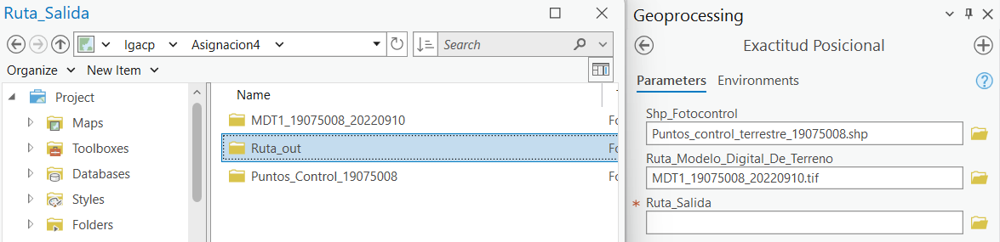 Ruta_Salida
Igacp Asignacion4 Search
Organize New Item
Project
Maps
Toolboxes
Databases
Styles
Folders
Name
MDT1_19075008_20220910 Fo
Ruta_out Fo
Puntos_Control_19075008 Fo
Geoprocessing
Exactitud Posicional
Parameters Environments
Shp_Fotocontrol
Puntos_control_terrestre_19075008.shp
Ruta_Modelo_Digital_De_Terreno
MDT1_19075008_20220910.tif
* Ruta_Salida